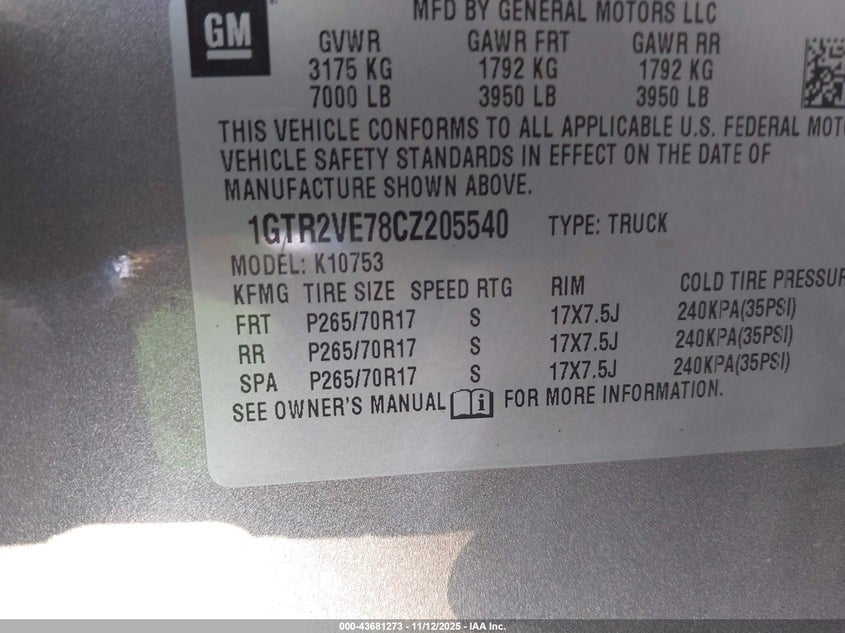 MFD BY GENERAL MOTORS LLC
GM
GVWR GAWR FRT GAWR RR
3175 KG 1792 KG 1792 KG
7000 LB 3950 LB 3950 LB
THIS VEHICLE CONFORMS TO ALL APPLICABLE U.S. FEDERAL MOT
VEHICLE SAFETY STANDARDS IN EFFECT ON THE DATE OF
MANUFACTURE SHOWN ABOVE.
1GTR2VE78CZ205540 TYPE: TRUCK
MODEL: K10753
KFMG TIRE SIZE SPEED RTG RIM COLD TIRE PRESSUR
FRT P265/70R17 S 17X7.5J 240KPA(35PSI)
RR P265/70R17 S 17X7.5J 240KPA(35PSI)
SPA P265/70R17 S 17X7.5J 240KPA(35PSI)
SEE OWNER'S MANUAL i FOR MORE INFORMATION.
000-43681273 - 11/12/2025 - IAA Inc.